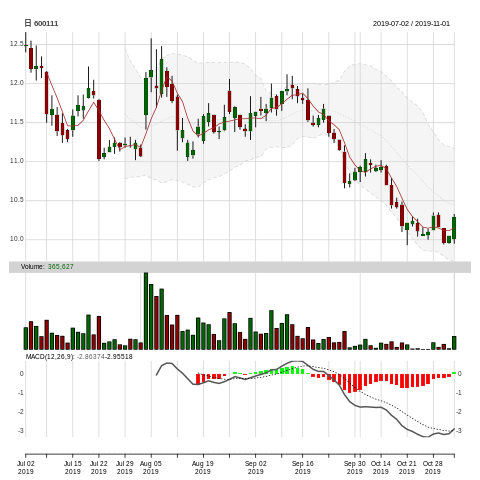 日 600111
2019-07-02 / 2019-11-01
12.5
12.0
11.5
11.0
10.5
10.0
Volume: 365,627
MACD(12,26,9): -2.86374-2.95518
0 0
-1 -1
-2 -2
-3 -3
Jul 02 Jul 15 Jul 22 Jul 29 Aug 05 Aug 19 Sep 02 Sep 16 Sep 30 Oct 14 Oct 21 Oct 28
2019 2019 2019 2019 2019 2019 2019 2019 2019 2019 2019 2019